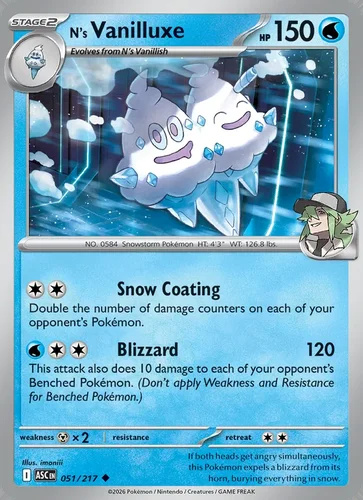 STAGE2 N's Vanilluxe HP 150
Evolves from N's Vanillish
NO. 0584 Snowstorm Pokémon HT: 4'3" WT: 126.8 lbs.
Snow Coating
Double the number of damage counters on each of your
opponent's Pokémon.
Blizzard 120
This attack also does 10 damage to each of your opponent's
Benched Pokémon. (Don't apply Weakness and Resistance
for Benched Pokémon.)
weakness ×2 resistance retreat
Illus. imoniii
I ASC EN 051/217
If both heads get angry simultaneously,
this Pokémon expels a blizzard from its
horn, burying everything in snow.
©2026 Pokémon / Nintendo / Creatures / GAME FREAK